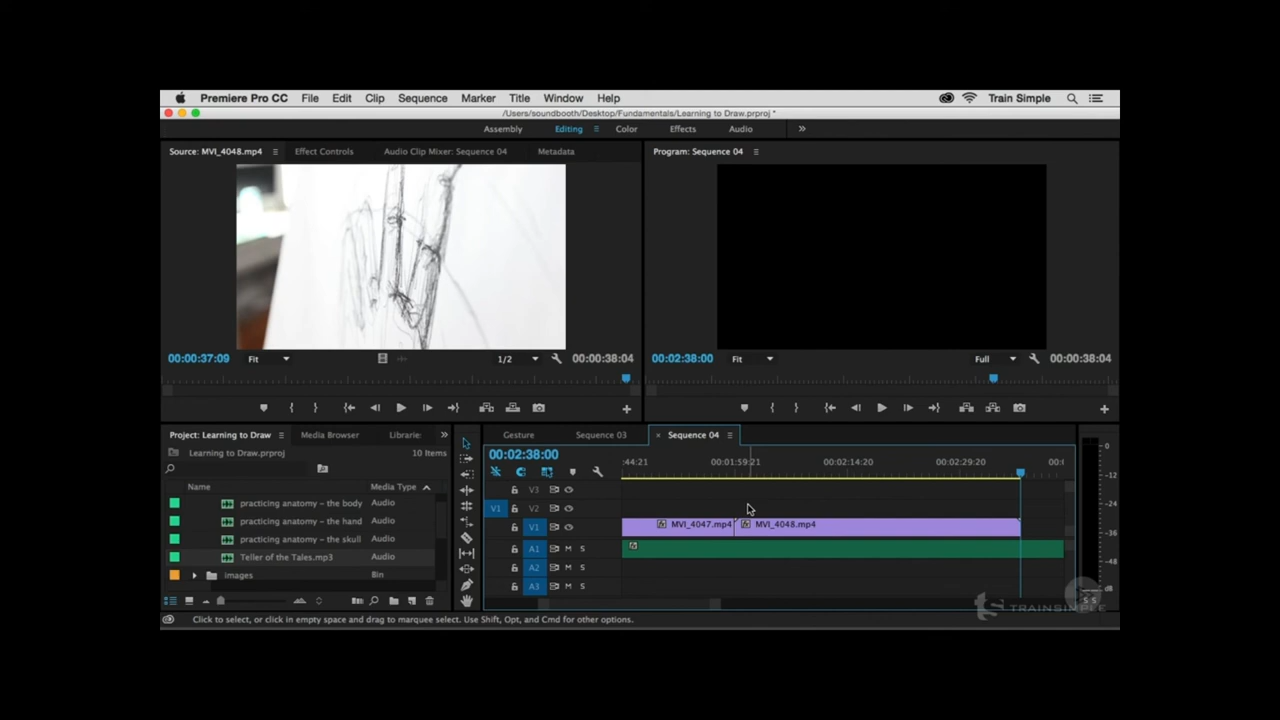 Premiere Pro CC File Edit Clip Sequence Marker Title Window Help Train Simple
/Users/soundbooth/Desktop/Fundamentals/Learning to Draw.prproj *
Assembly Editing Color Effects Audio
Source: MVI_4048.mp4 Effect Controls Audio Clip Mixer: Sequence 04 Metadata Program: Sequence 04
00:00:37:09 Fit 1/2 00:00:38:04 00:02:38:00 Fit Full 00:00:38:04
Project: Learning to Draw Media Browser Librarie: Gesture Sequence 03 Sequence 04
Learning to Draw.prproj 10 Items 00:02:38:00
:44:21 00:01:59:21 00:02:14:20 00:02:29:20 00:0
Name Media Type
practicing anatomy – the body Audio
practicing anatomy – the hand Audio
practicing anatomy – the skull Audio
Teller of the Tales.mp3 Audio
images Bin
V3
V1 V2
V1 MVI_4047.mp4 MVI_4048.mp4
A1 M S
A2 M S
A3 M S
0
-12
-24
-36
-48
dB
S S
TRAINSIMPLE
Click to select, or click in empty space and drag to marquee select. Use Shift, Opt, and Cmd for other options.